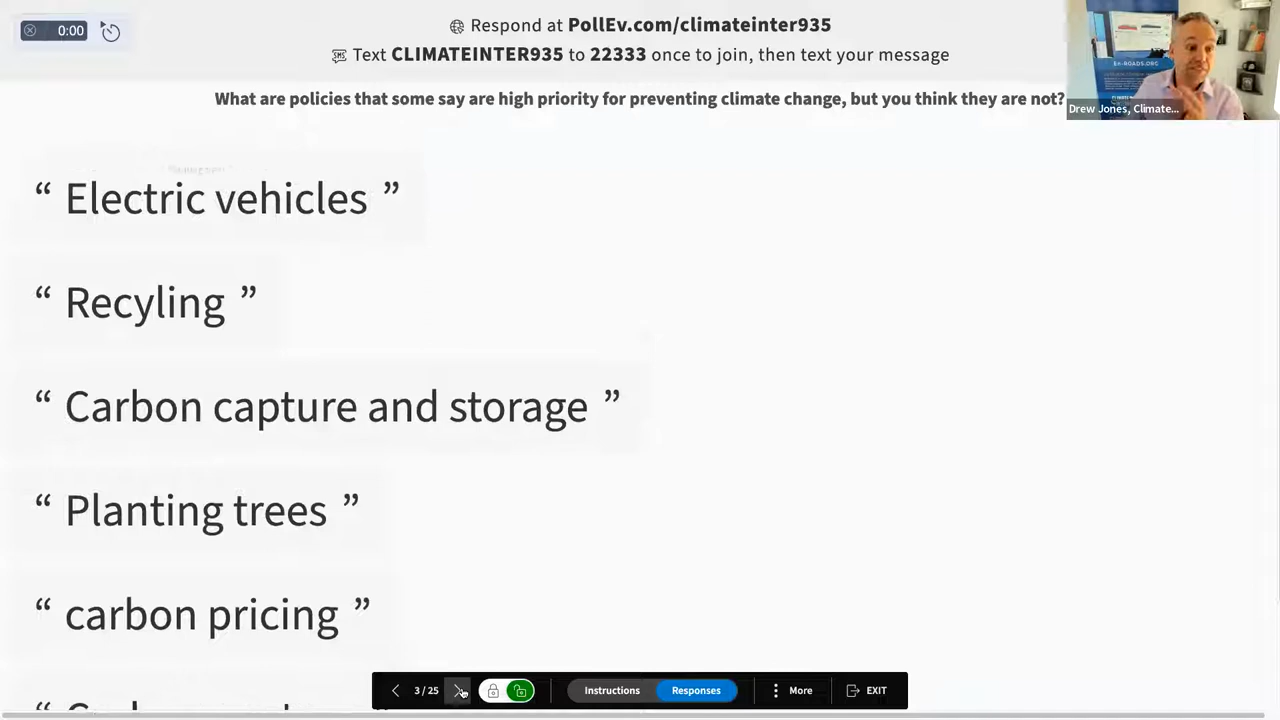 0:00
Respond at PollEv.com/climateinter935
Text CLIMATEINTER935 to 22333 once to join, then text your message
What are policies that some say are high priority for preventing climate change, but you think they are not?
EN-ROADS.ORG
Drew Jones, Climate...
“ Electric vehicles ”
“ Recyling ”
“ Carbon capture and storage ”
“ Planting trees ”
“ carbon pricing ”
3 / 25
Instructions
Responses
More
EXIT